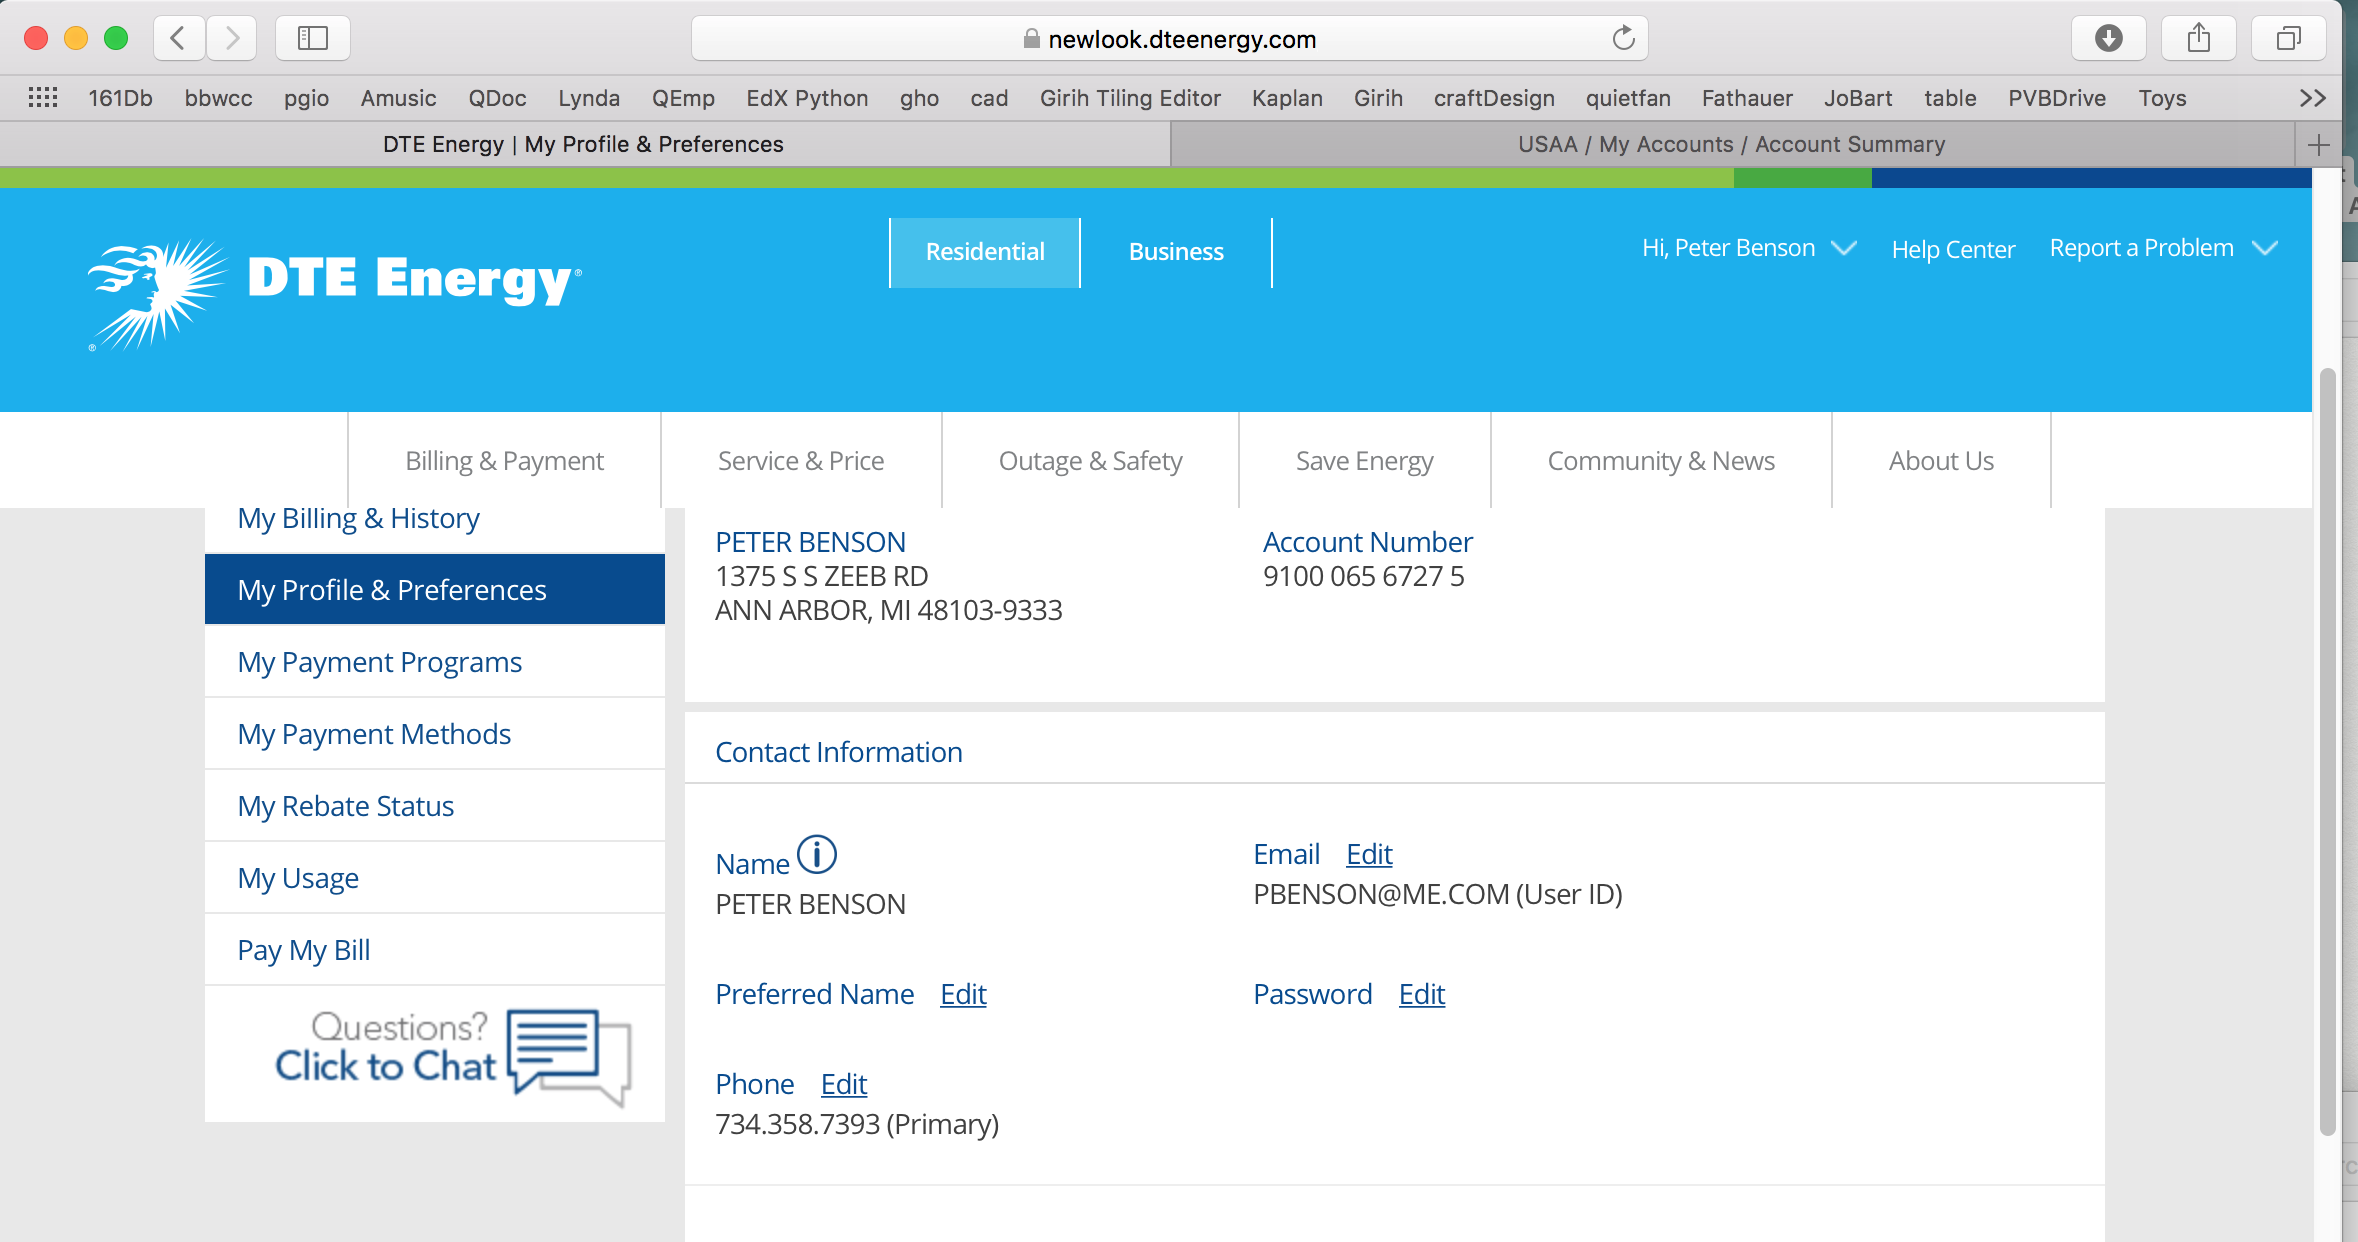 newlook.dteenergy.com
161Db bbwcc pgio Amusic QDoc Lynda QEmp EdX Python gho cad Girih Tiling Editor Kaplan Girih craftDesign quietfan Fathauer JoBart table PVBDrive Toys >>
DTE Energy | My Profile & Preferences
USAA / My Accounts / Account Summary
DTE Energy®
Residential
Business
Hi, Peter Benson
Help Center
Report a Problem
Billing & Payment
Service & Price
Outage & Safety
Save Energy
Community & News
About Us
My Billing & History
My Profile & Preferences
My Payment Programs
My Payment Methods
My Rebate Status
My Usage
Pay My Bill
Questions?
Click to Chat
PETER BENSON
1375 S S ZEEB RD
ANN ARBOR, MI 48103-9333
Account Number
9100 065 6727 5
Contact Information
Name
PETER BENSON
Email Edit
PBENSON@ME.COM (User ID)
Preferred Name Edit
Password Edit
Phone Edit
734.358.7393 (Primary)